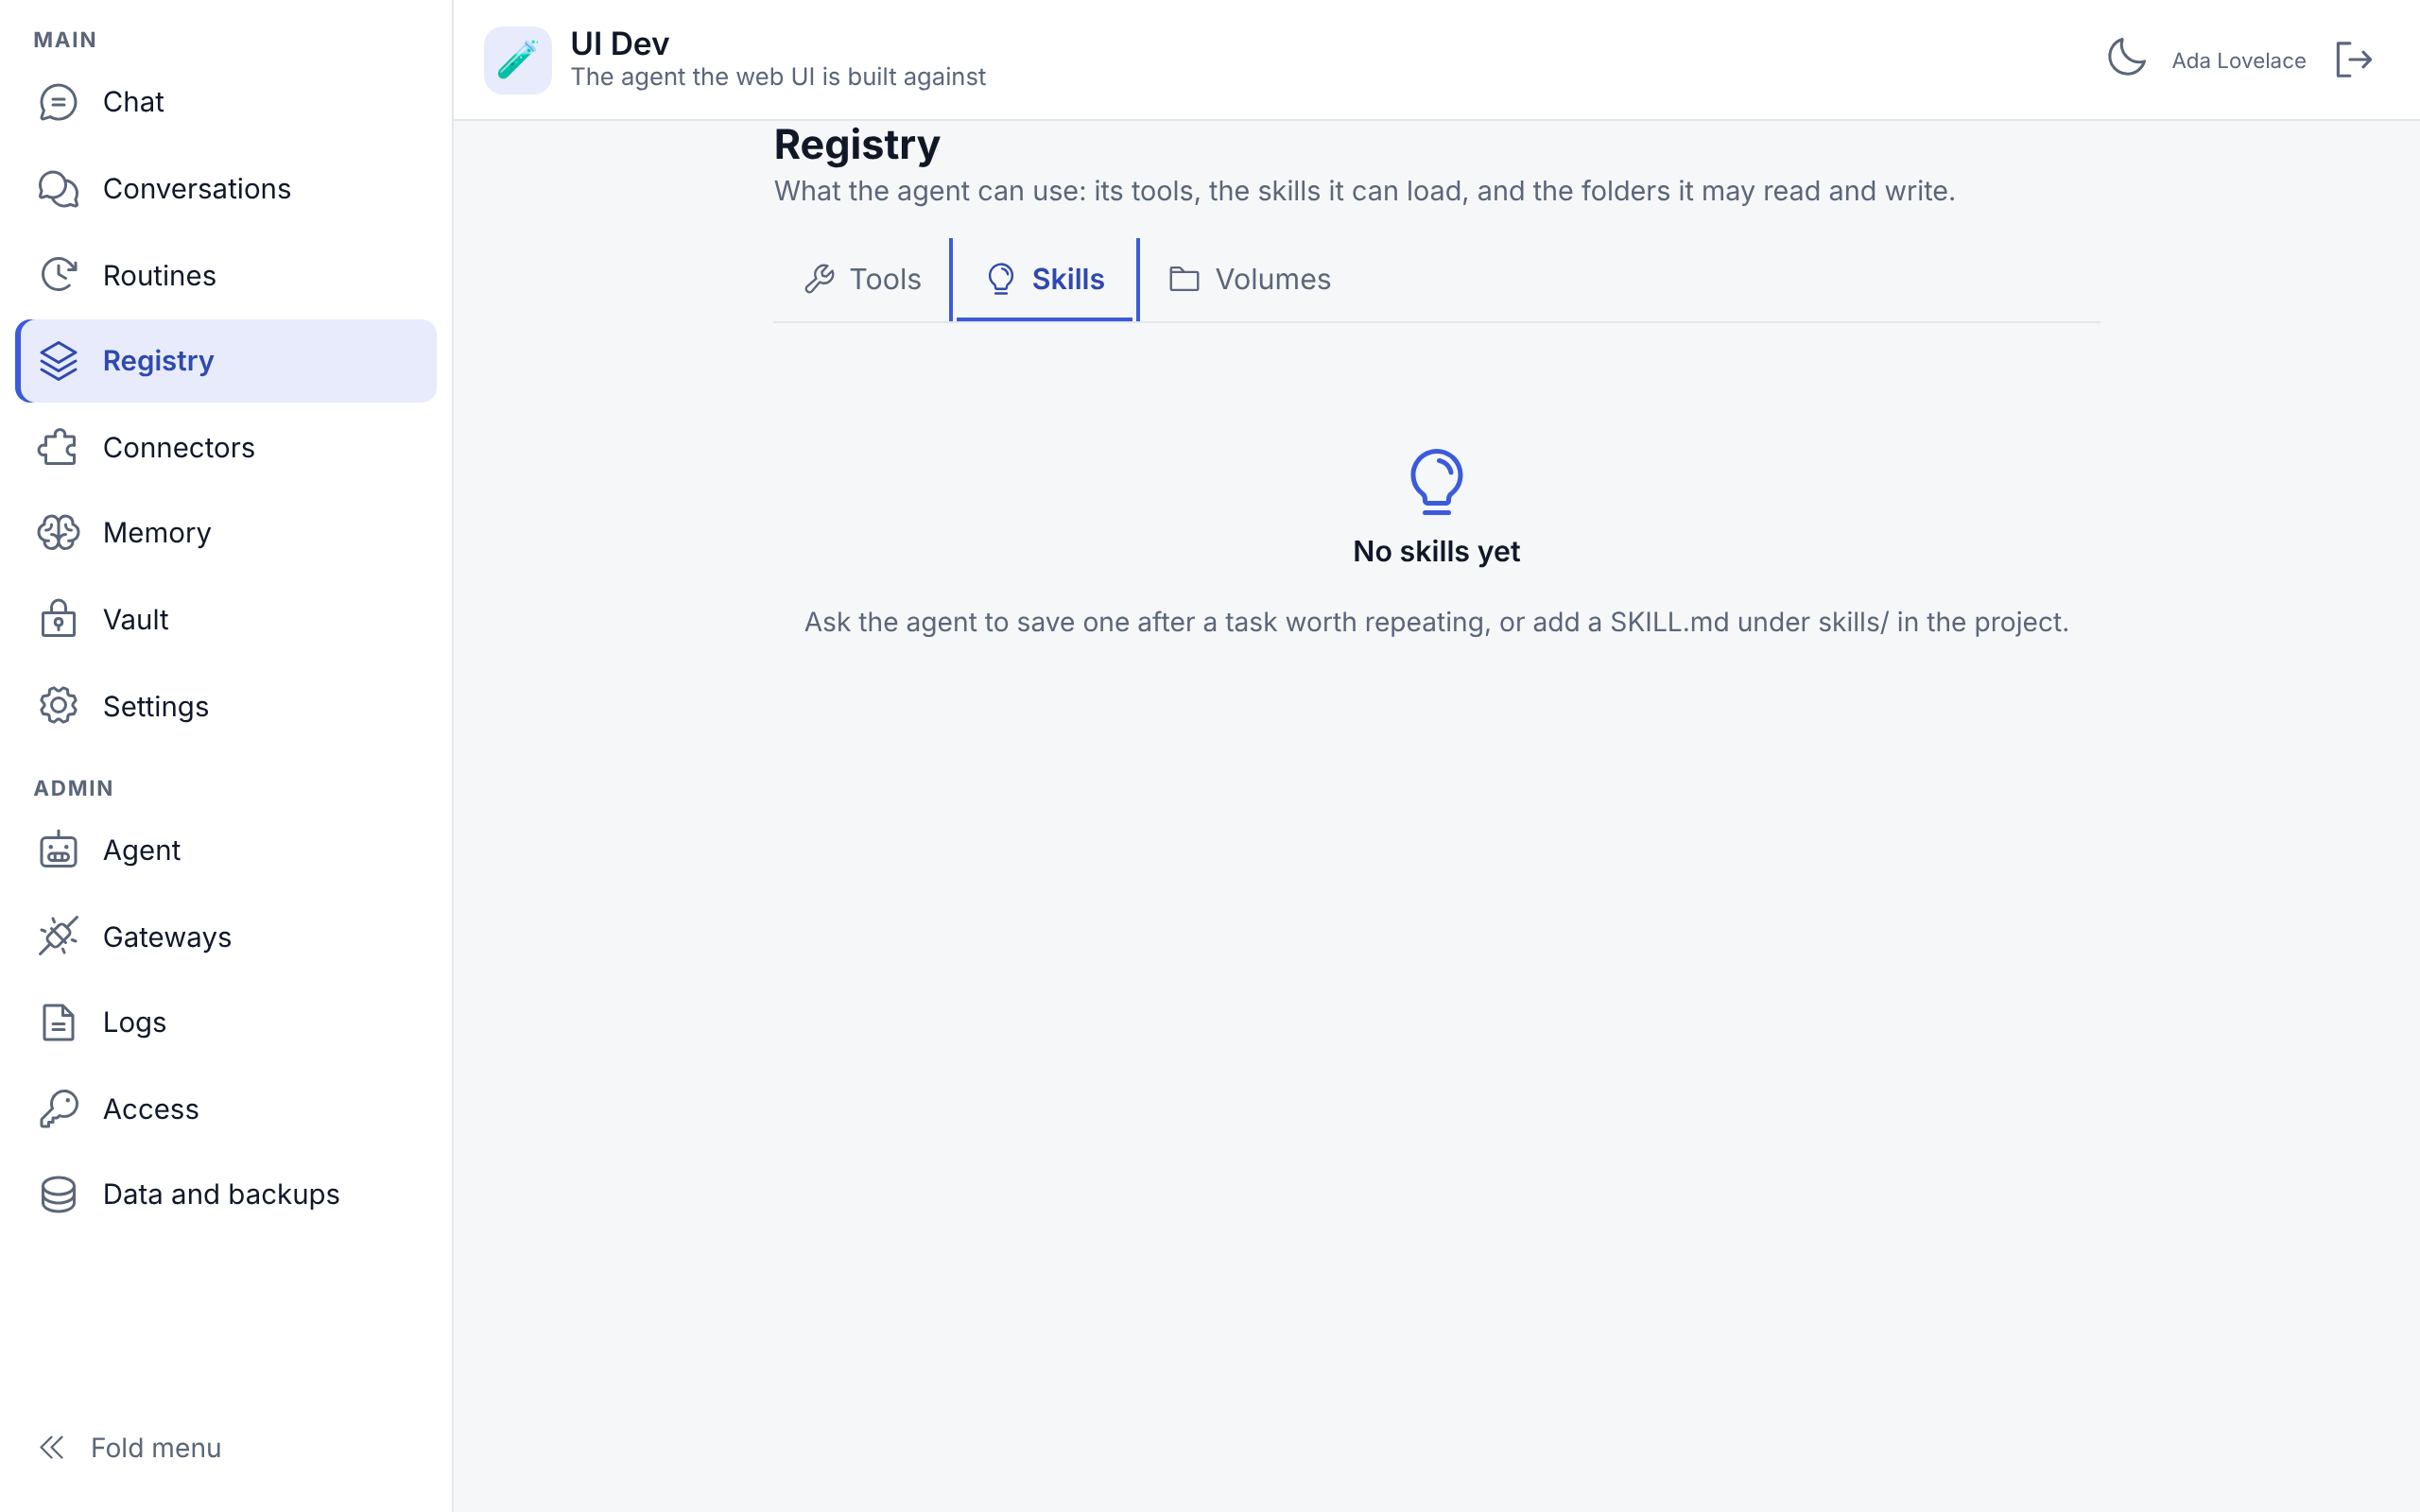 MAIN
Chat
Conversations
Routines
Registry
Connectors
Memory
Vault
Settings
ADMIN
Agent
Gateways
Logs
Access
Data and backups
Fold menu
UI Dev
The agent the web UI is built against
Ada Lovelace
Registry
What the agent can use: its tools, the skills it can load, and the folders it may read and write.
Tools
Skills
Volumes
No skills yet
Ask the agent to save one after a task worth repeating, or add a SKILL.md under skills/ in the project.